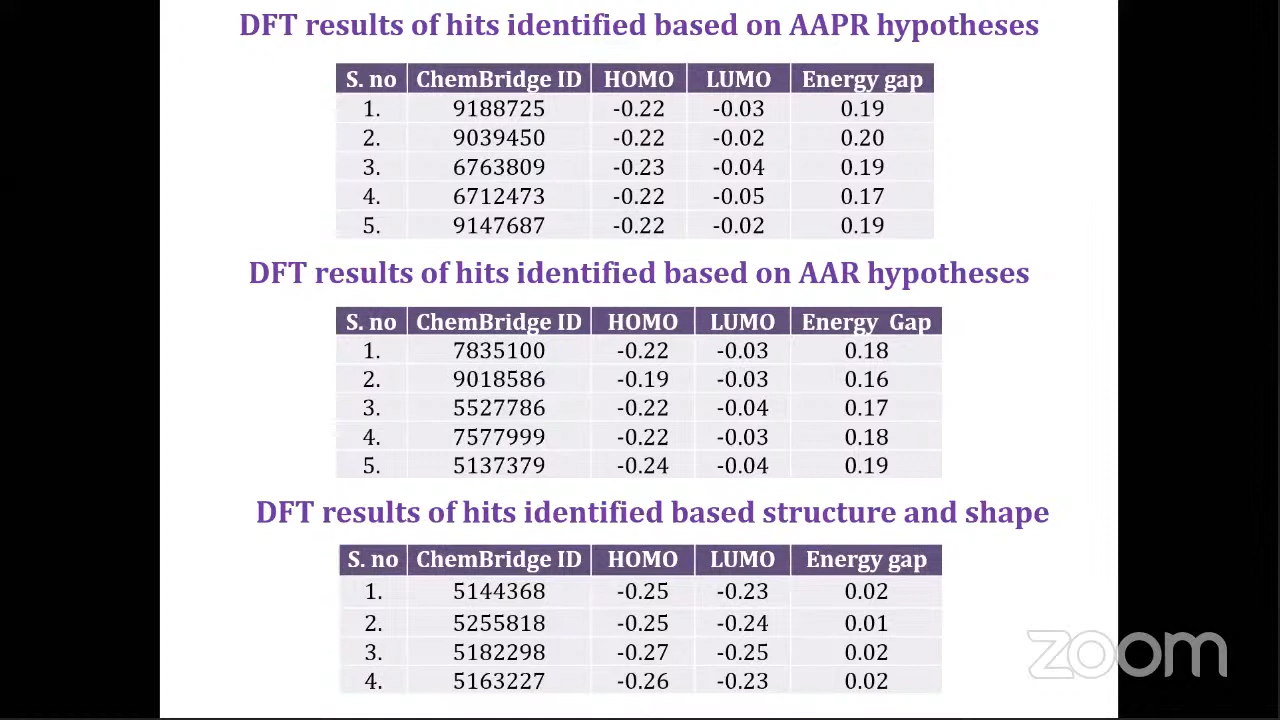 DFT results of hits identified based on AAPR hypotheses
S. no ChemBridge ID HOMO LUMO Energy gap
1. 9188725 -0.22 -0.03 0.19
2. 9039450 -0.22 -0.02 0.20
3. 6763809 -0.23 -0.04 0.19
4. 6712473 -0.22 -0.05 0.17
5. 9147687 -0.22 -0.02 0.19
DFT results of hits identified based on AAR hypotheses
S. no ChemBridge ID HOMO LUMO Energy Gap
1. 7835100 -0.22 -0.03 0.18
2. 9018586 -0.19 -0.03 0.16
3. 5527786 -0.22 -0.04 0.17
4. 7577999 -0.22 -0.03 0.18
5. 5137379 -0.24 -0.04 0.19
DFT results of hits identified based structure and shape
S. no ChemBridge ID HOMO LUMO Energy gap
1. 5144368 -0.25 -0.23 0.02
2. 5255818 -0.25 -0.24 0.01
3. 5182298 -0.27 -0.25 0.02
4. 5163227 -0.26 -0.23 0.02
zoom